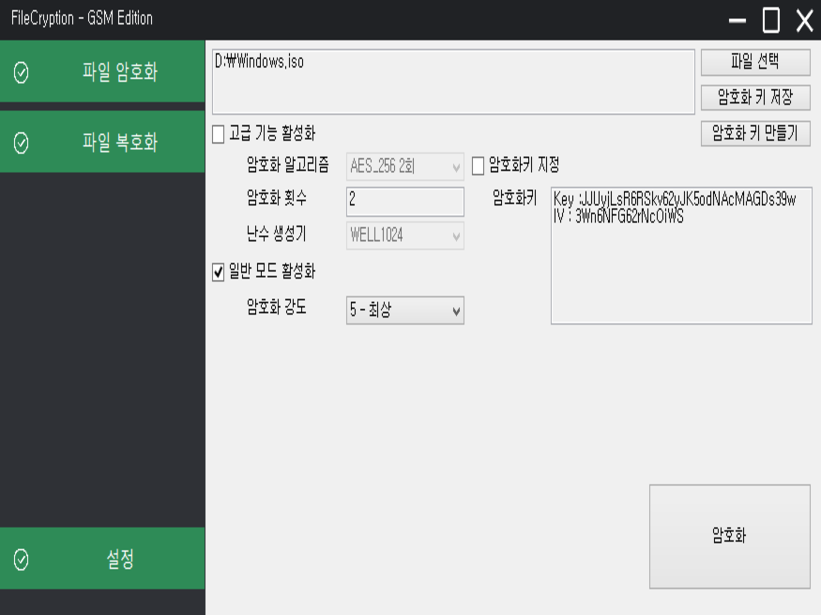 FileCryption - GSM Edition
파일 암호화
파일 복호화
설정
D:₩Windows.iso
파일 선택
암호화 키 저장
암호화 키 만들기
고급 기능 활성화
암호화 알고리즘 AES_256 2회 암호화키 지정
암호화 횟수 2 암호화키
난수 생성기 WELL1024
Key :JJUyjLsR6RSkv62yJK5odNAcMAGDs39w
IV : 3Wn6NFG62rNcOiWS
일반 모드 활성화
암호화 강도 5 - 최상
암호화